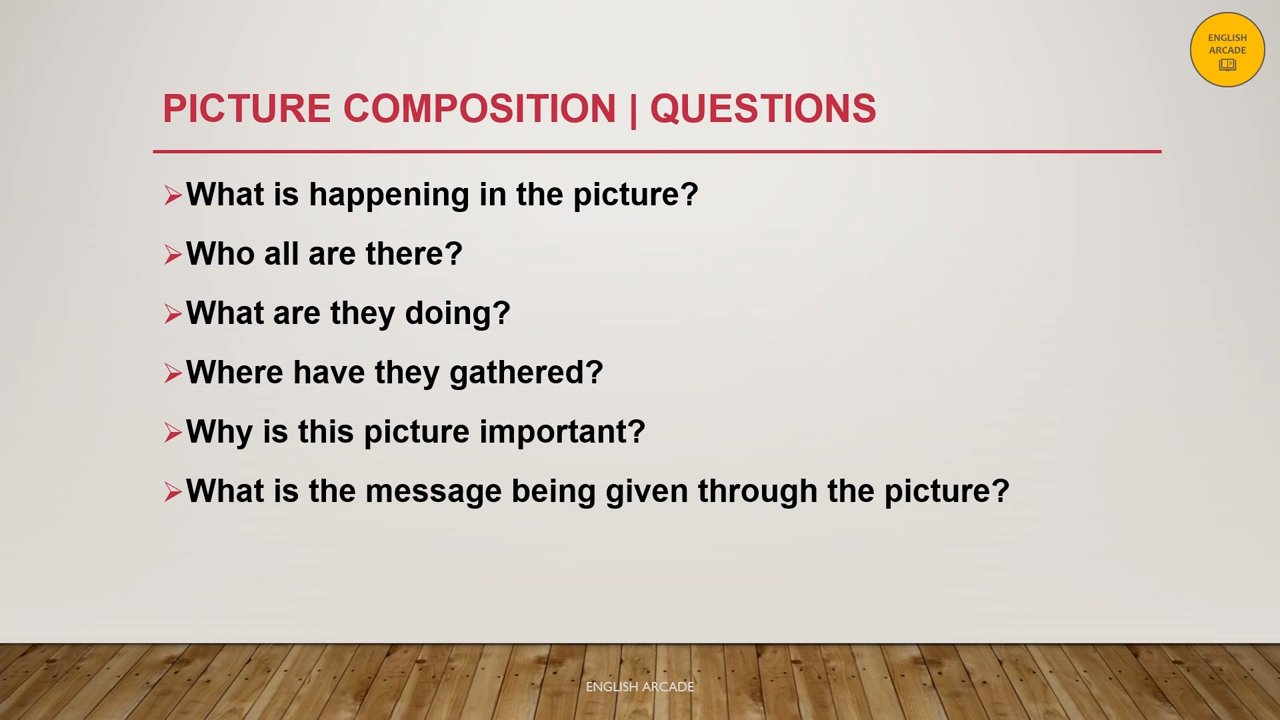 ENGLISH
ARCADE
PICTURE COMPOSITION | QUESTIONS
➢What is happening in the picture?
➢Who all are there?
➢What are they doing?
➢Where have they gathered?
➢Why is this picture important?
➢What is the message being given through the picture?
ENGLISH ARCADE